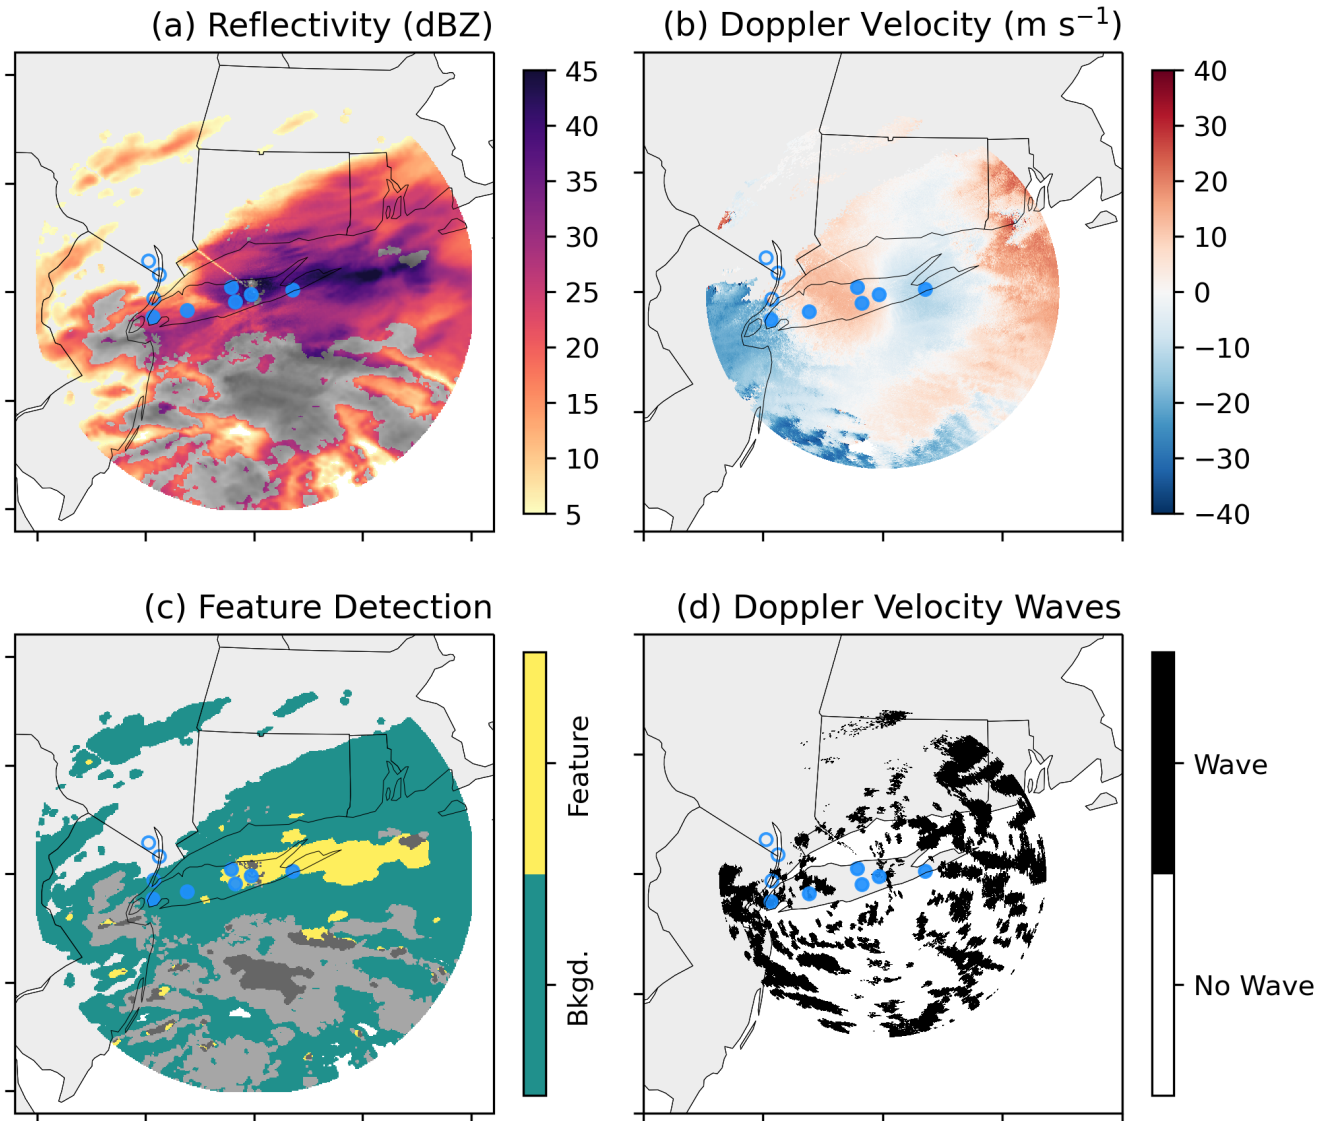 (a) Reflectivity (dBZ)
45
40
35
30
25
20
15
10
5
(b) Doppler Velocity (m s⁻¹)
40
30
20
10
0
−10
−20
−30
−40
(c) Feature Detection
Feature
Bkgd.
(d) Doppler Velocity Waves
Wave
No Wave